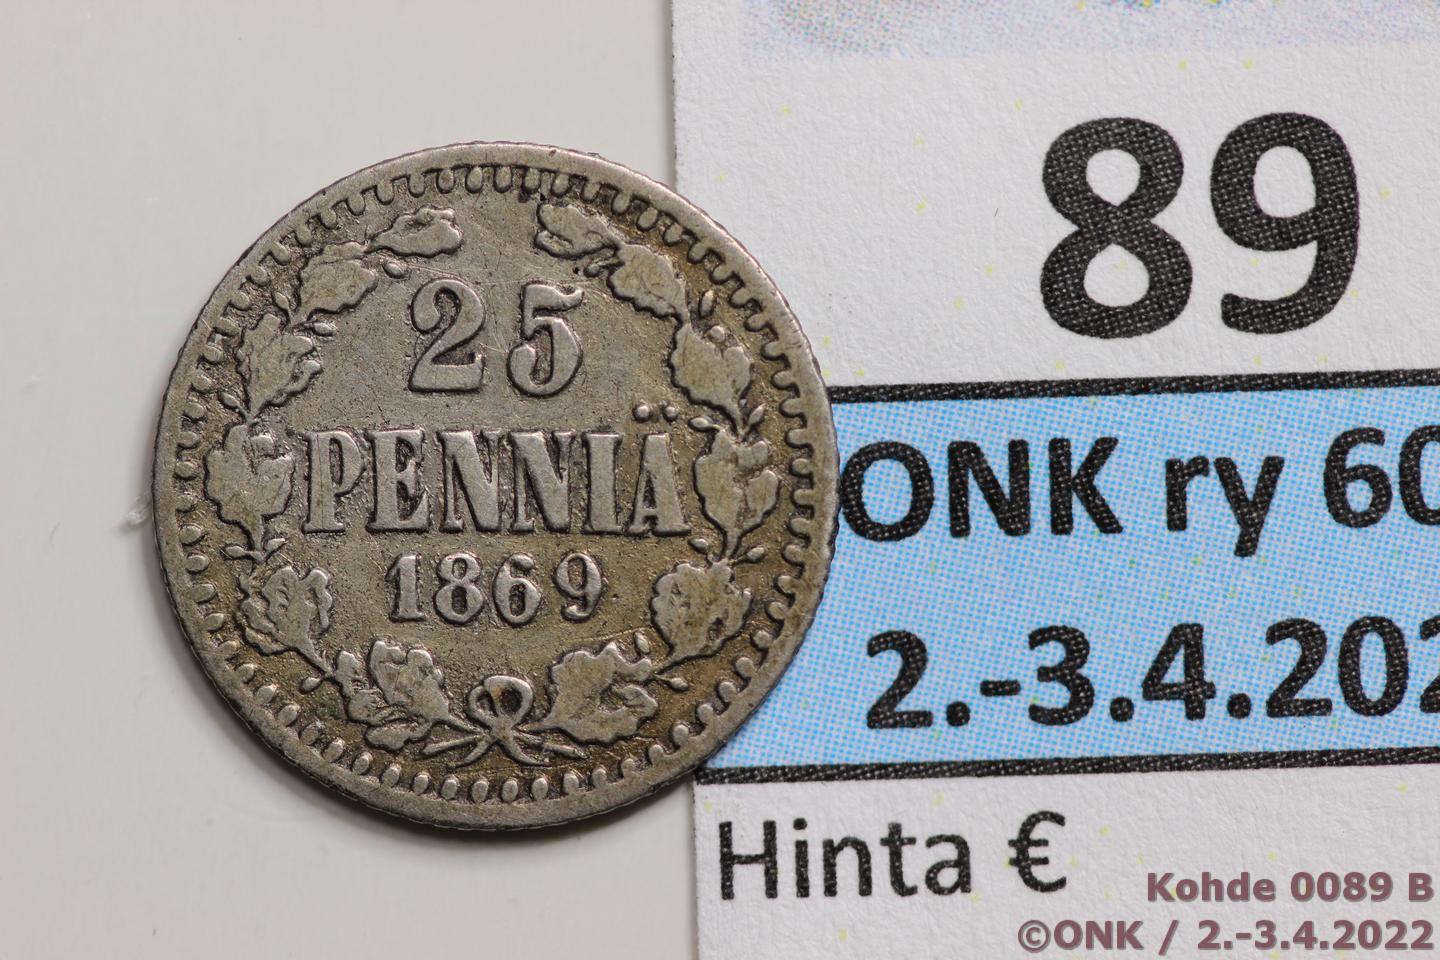 25
PENNIÄ
1869
89
ONK ry 60
2.-3.4.202
Hinta €
Kohde 0089 B
©ONK / 2.-3.4.2022